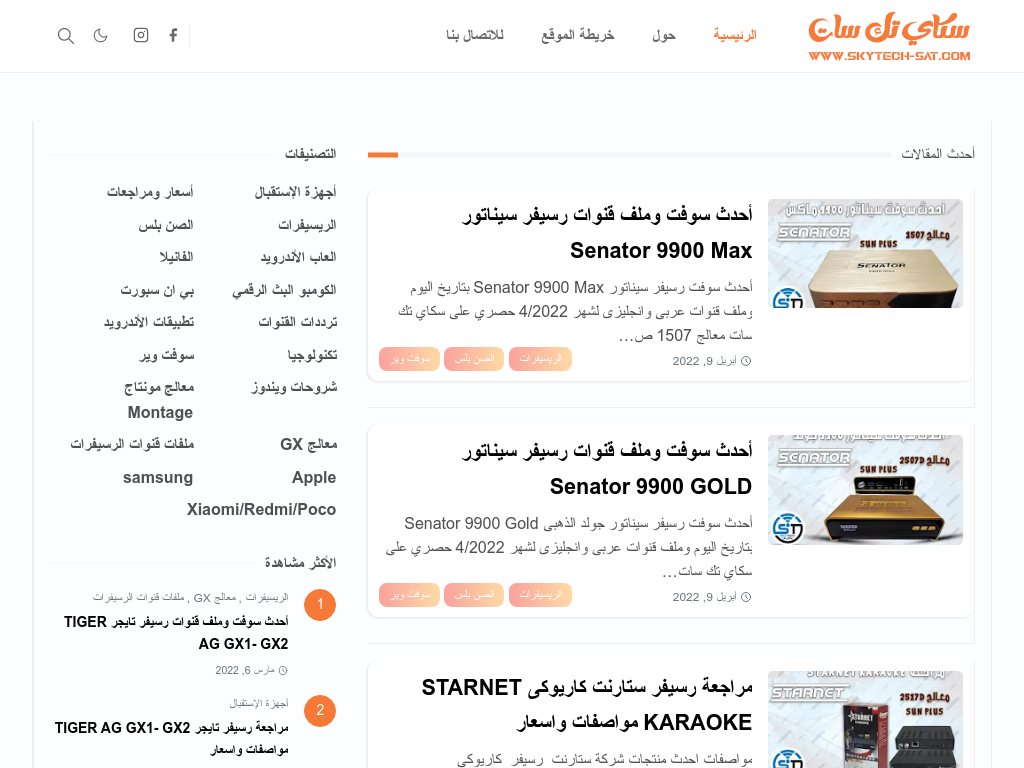 سكاي تك سات
WWW.SKYTECH-SAT.COM
الرئيسية
حول
خريطة الموقع
للاتصال بنا
أحدث المقالات
احدث سوفت سيناتور 9900 ماكس
SENATOR
معالج 1507
SUN PLUS
SENATOR
أحدث سوفت وملف قنوات رسيفر سيناتور
Senator 9900 Max
أحدث سوفت رسيفر سيناتور Senator 9900 Max بتاريخ اليوم
وملف قنوات عربى وانجليزى لشهر 4/2022 حصري على سكاي تك
سات معالج 1507 ص…
أبريل 9, 2022
الريسيفرات
الصن بلس
سوفت وير
SENATOR
معالج 2507D
SUN PLUS
أحدث سوفت وملف قنوات رسيفر سيناتور
Senator 9900 GOLD
أحدث سوفت رسيفر سيناتور جولد الذهبى Senator 9900 Gold
بتاريخ اليوم وملف قنوات عربى وانجليزى لشهر 4/2022 حصري على
سكاي تك سات…
أبريل 9, 2022
الريسيفرات
الصن بلس
سوفت وير
STARNET KARAOKE
STARNET
معالج 2517D
SUN PLUS
مراجعة رسيفر ستارنت كاريوكى STARNET
KARAOKE مواصفات واسعار
مواصفات احدث منتجات شركة ستارنت رسيفر كاريوكي
التصنيفات
أجهزة الإستقبال
أسعار ومراجعات
الريسيفرات
الصن بلس
العاب الأندرويد
الفانيلا
الكومبو البث الرقمي
بي ان سبورت
ترددات القنوات
تطبيقات الأندرويد
تكنولوجيا
سوفت وير
شروحات ويندوز
معالج مونتاج
Montage
معالج GX
ملفات قنوات الرسيفرات
Apple
samsung
Xiaomi/Redmi/Poco
الأكثر مشاهدة
1
الريسيفرات , معالج GX , ملفات قنوات الرسيفرات
أحدث سوفت وملف قنوات رسيفر تايجر TIGER
AG GX1- GX2
مارس 6, 2022
2
أجهزة الإستقبال
مراجعة رسيفر تايجر TIGER AG GX1- GX2
مواصفات واسعار